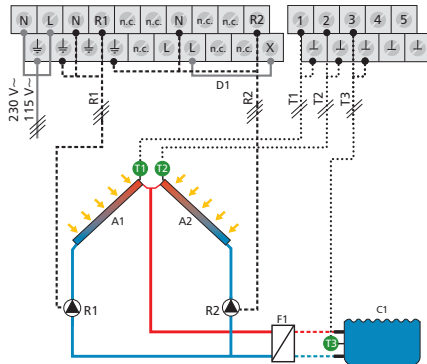 N L N R1 n.c. n.c. N n.c. n.c. R2
n.c. L L n.c. X
1 2 3 4 5
D1
230 V~
115 V~
R1
R2
T1
T2
T3
T1
T2
A1
A2
R1
R2
F1
C1
T3